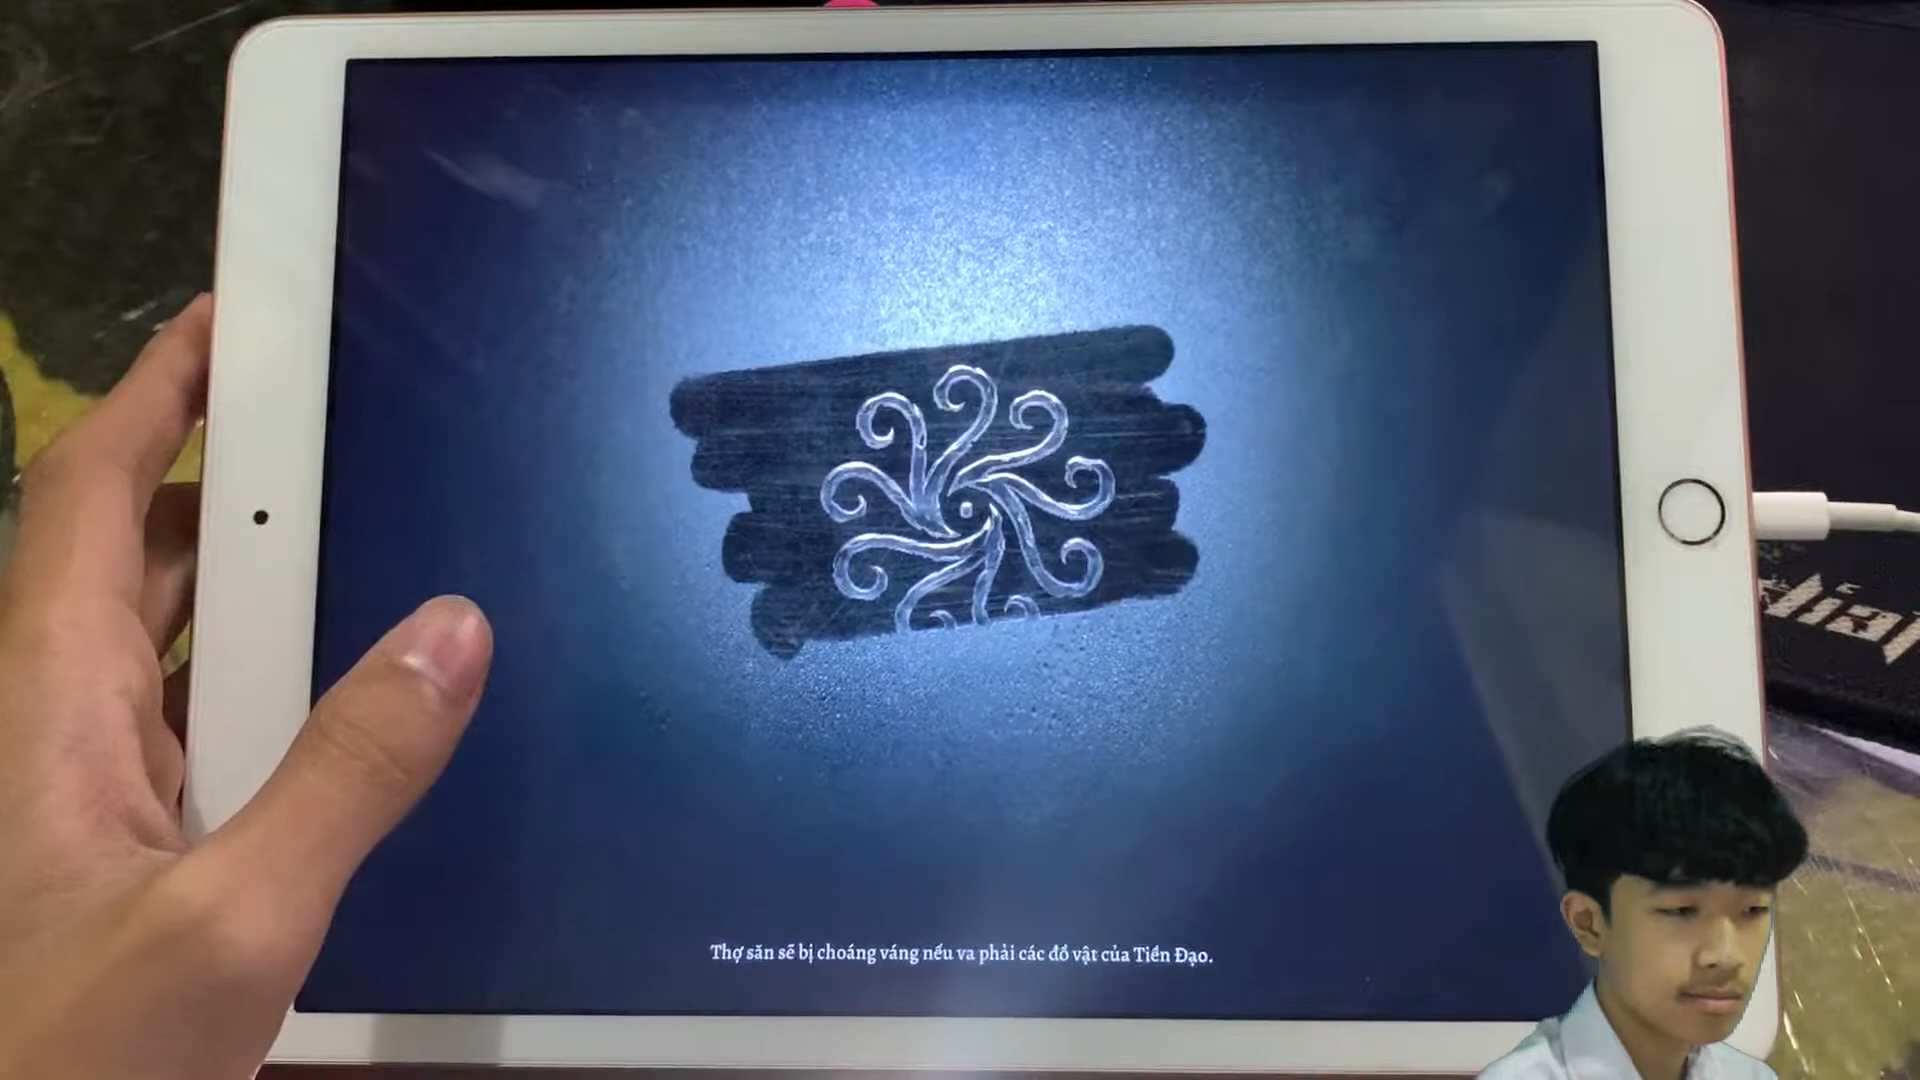 Thợ săn sẽ bị choáng váng nếu va phải các đồ vật của Tiền Đạo.